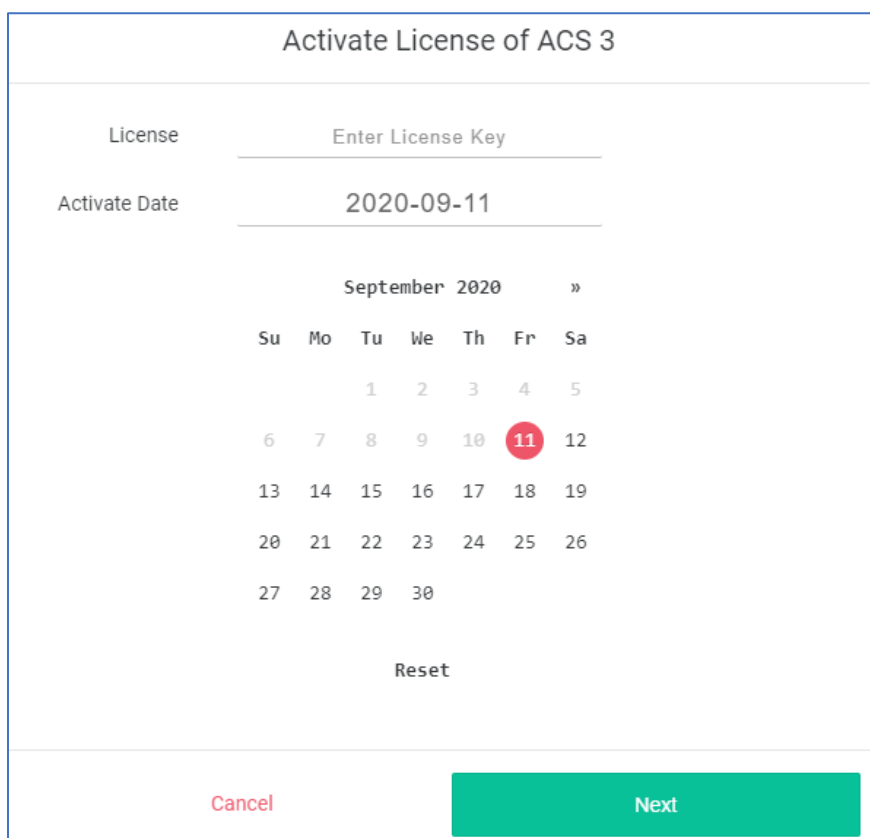 Activate License of ACS 3
License Enter License Key
Activate Date 2020-09-11
September 2020 »
Su Mo Tu We Th Fr Sa
1 2 3 4 5
6 7 8 9 10 11 12
13 14 15 16 17 18 19
20 21 22 23 24 25 26
27 28 29 30
Reset
Cancel Next